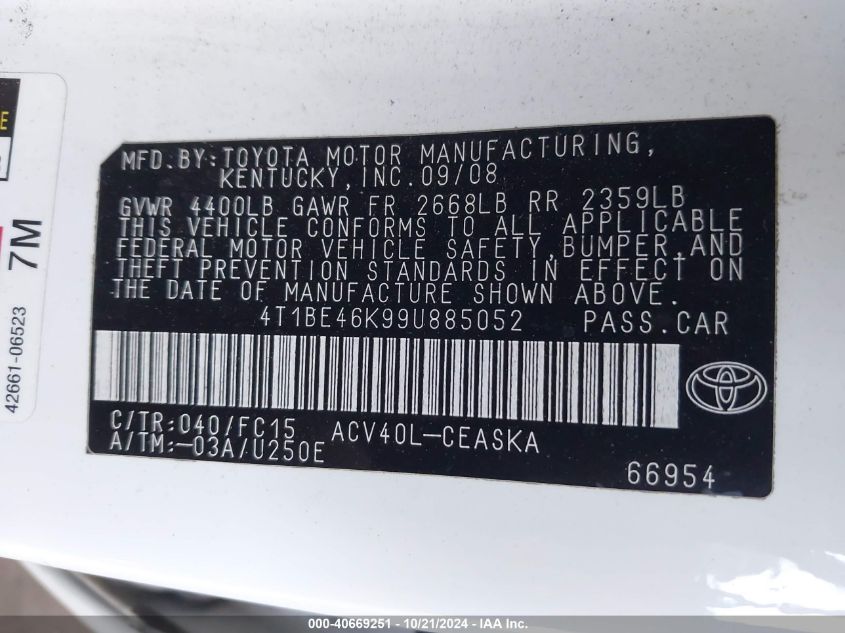 MFD. BY: TOYOTA MOTOR MANUFACTURING,
KENTUCKY, INC. 09/08
GVWR 4400LB GAWR FR 2668LB RR 2359LB
THIS VEHICLE CONFORMS TO ALL APPLICABLE
FEDERAL MOTOR VEHICLE SAFETY, BUMPER, AND
THEFT PREVENTION STANDARDS IN EFFECT ON
THE DATE OF MANUFACTURE SHOWN ABOVE.
4T1BE46K99U885052 PASS. CAR
C/TR: 040/FC15 ACV40L-CEASKA
A/TM: -03A/U250E
66954
7M
42661-06523
000-40669251 - 10/21/2024 - IAA Inc.